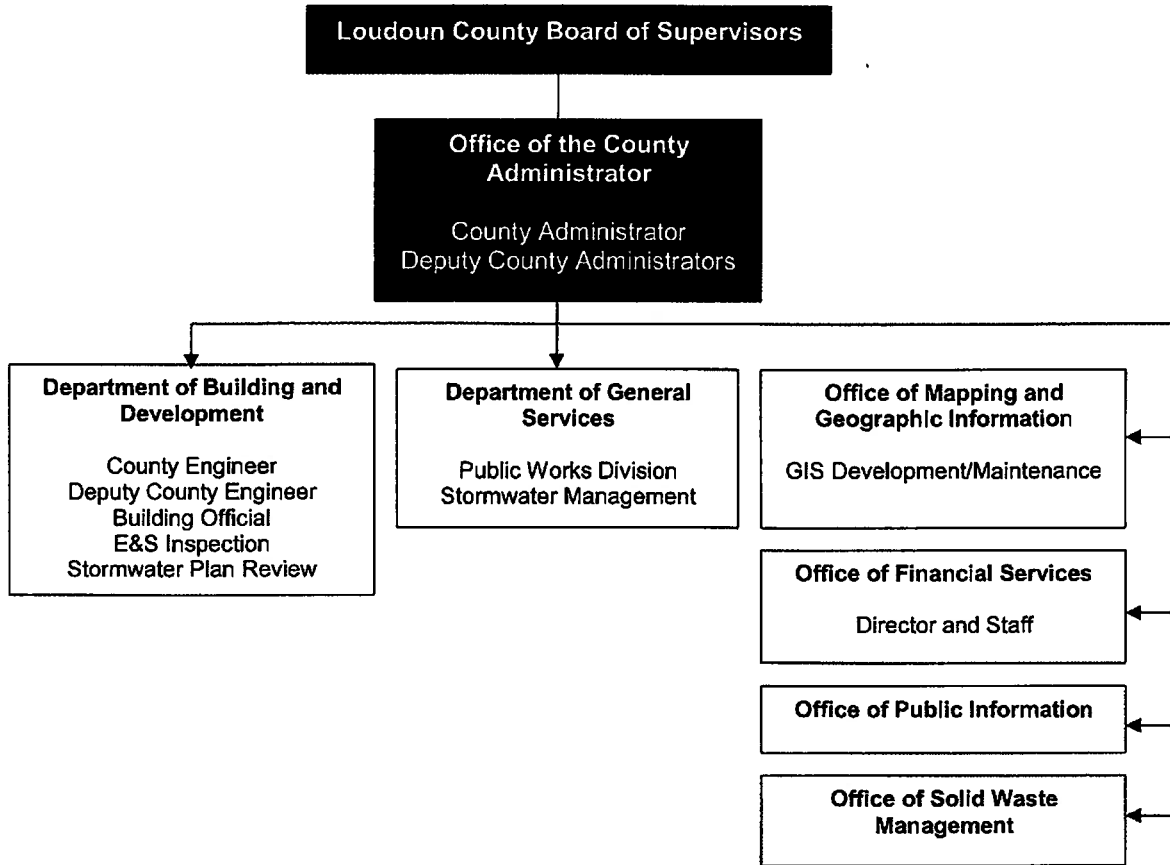 Loudoun County Board of Supervisors
Office of the County
Administrator
County Administrator
Deputy County Administrators
Department of Building and
Development
County Engineer
Deputy County Engineer
Building Official
E&S Inspection
Stormwater Plan Review
Department of General
Services
Public Works Division
Stormwater Management
Office of Mapping and
Geographic Information
GIS Development/Maintenance
Office of Financial Services
Director and Staff
Office of Public Information
Office of Solid Waste
Management